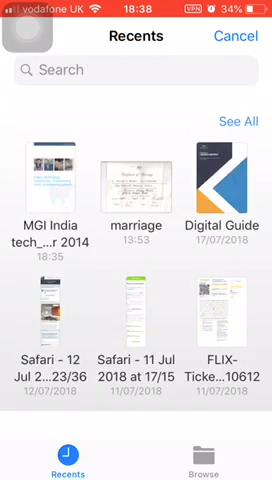 vodafone UK 18:38 VPN 34%
Recents Cancel
Search
See All
MGI India
tech_...r 2014
18:35
marriage
13:53
Digital Guide
17/07/2018
Safari - 12
Jul 2...23/36
12/07/2018
Safari - 11 Jul
2018 at 17/15
11/07/2018
FLIX-
Ticke...10612
11/07/2018
Recents Browse